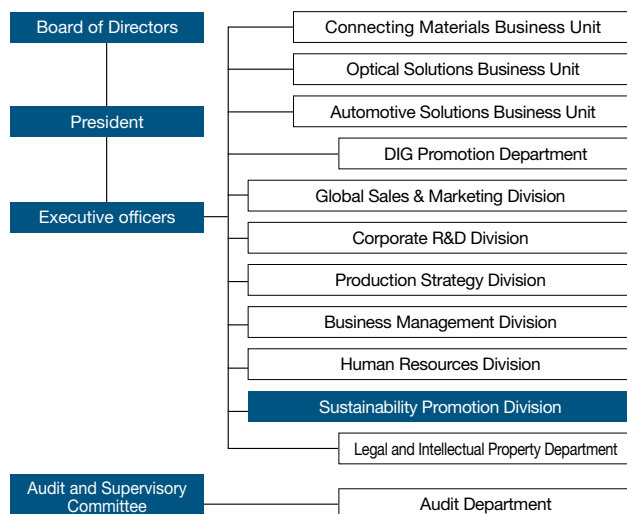 Board of Directors
President
Executive officers
Connecting Materials Business Unit
Optical Solutions Business Unit
Automotive Solutions Business Unit
DIG Promotion Department
Global Sales & Marketing Division
Corporate R&D Division
Production Strategy Division
Business Management Division
Human Resources Division
Sustainability Promotion Division
Legal and Intellectual Property Department
Audit and Supervisory
Committee
Audit Department